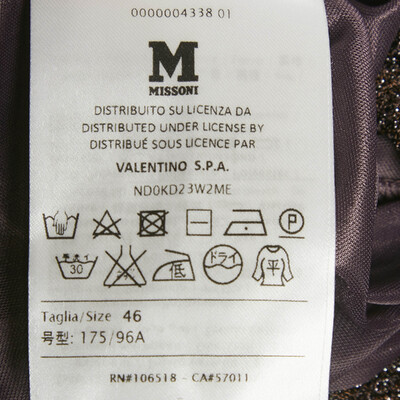 0000004338 01
M
MISSONI
DISTRIBUITO SU LICENZA DA
DISTRIBUTED UNDER LICENSE BY
DISTRIBUÉ SOUS LICENCE PAR
VALENTINO S.P.A.
ND0KD23W2ME
P
30 低 ドライ 平
Taglia/Size 46
号型: 175/96A
RN#106518 - CA#57011